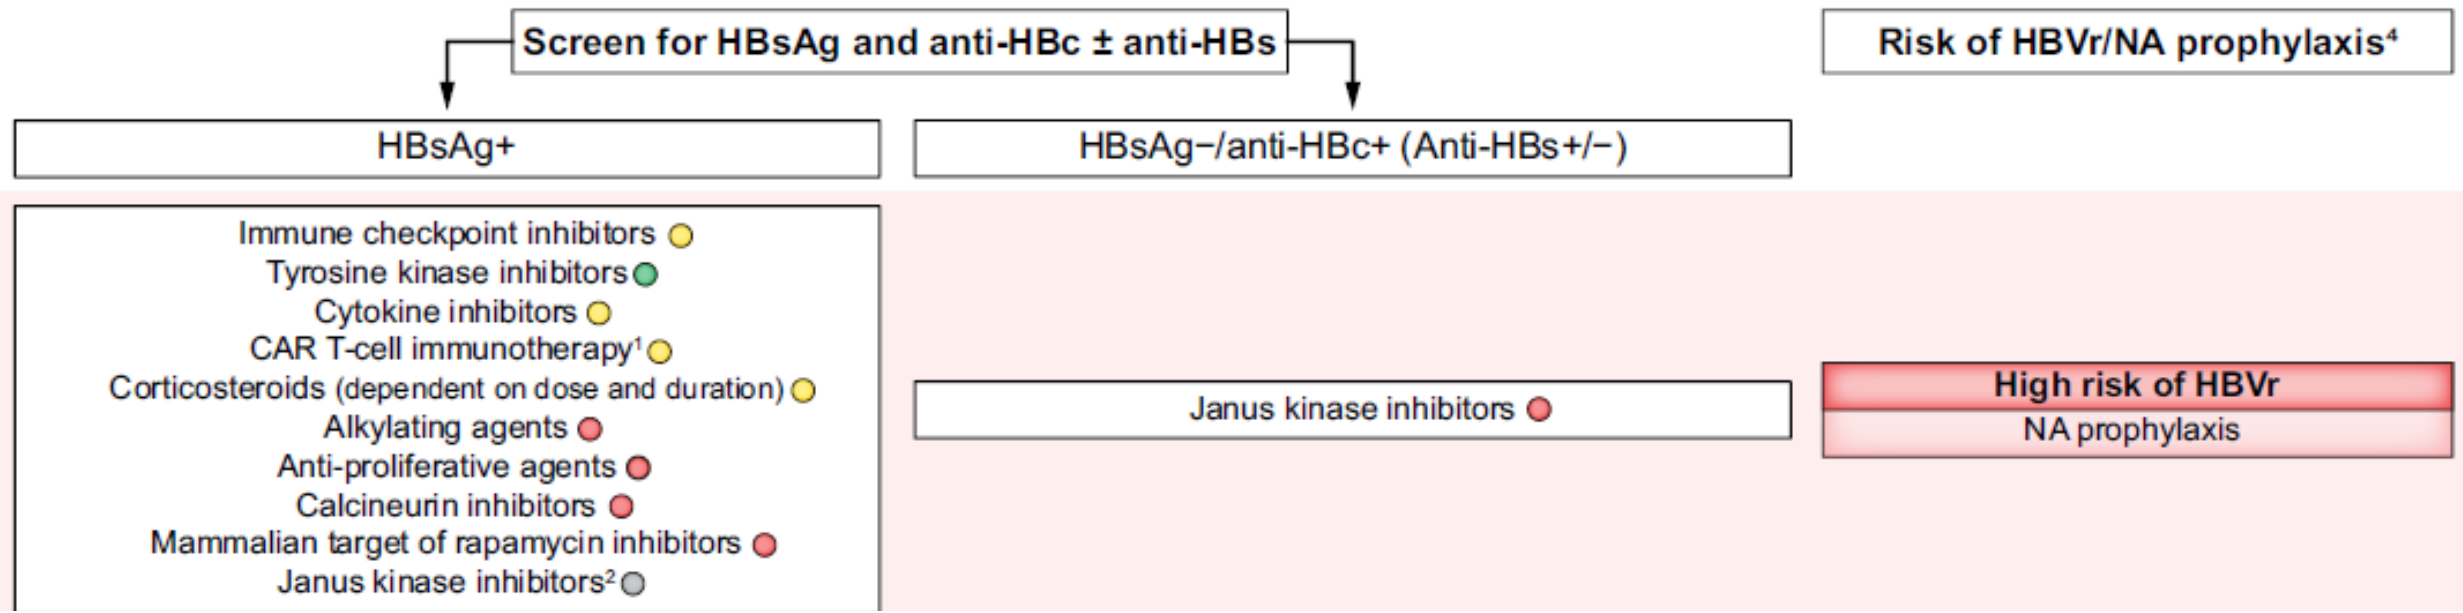 Screen for HBsAg and anti-HBc ± anti-HBs
Risk of HBVr/NA prophylaxis⁴
HBsAg+
HBsAg−/anti-HBc+ (Anti-HBs+/−)
Immune checkpoint inhibitors
Tyrosine kinase inhibitors
Cytokine inhibitors
CAR T-cell immunotherapy¹
Corticosteroids (dependent on dose and duration)
Alkylating agents
Anti-proliferative agents
Calcineurin inhibitors
Mammalian target of rapamycin inhibitors
Janus kinase inhibitors²
Janus kinase inhibitors
High risk of HBVr
NA prophylaxis